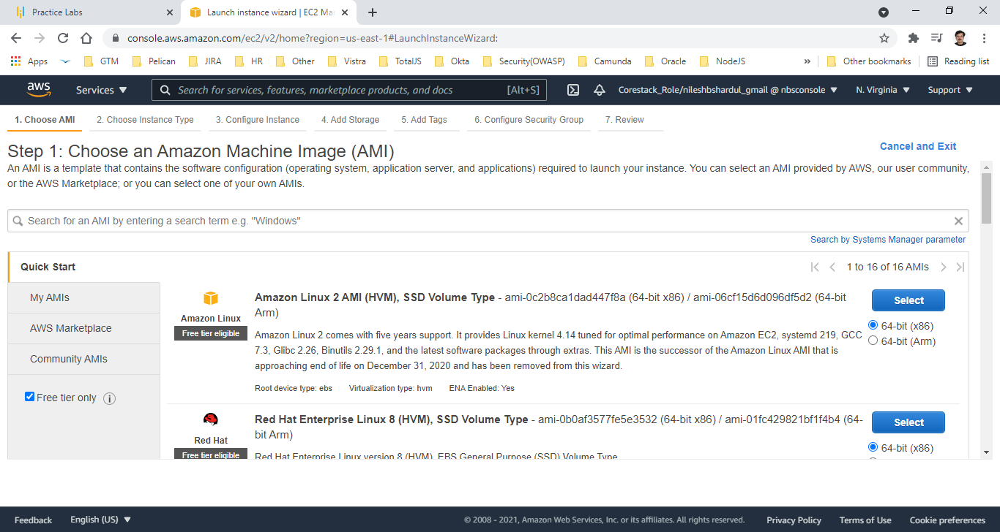 Practice Labs
Launch instance wizard | EC2 Mar
console.aws.amazon.com/ec2/v2/home?region=us-east-1#LaunchInstanceWizard:
Apps GTM Pelican JIRA HR Other Vistra TotalJS Okta Security(OWASP) Camunda Oracle NodeJS » Other bookmarks Reading list
aws Services Search for services, features, marketplace products, and docs [Alt+S] Corestack_Role/nileshbshardul_gmail @ nbsconsole N. Virginia Support
1. Choose AMI 2. Choose Instance Type 3. Configure Instance 4. Add Storage 5. Add Tags 6. Configure Security Group 7. Review
Step 1: Choose an Amazon Machine Image (AMI)
Cancel and Exit
An AMI is a template that contains the software configuration (operating system, application server, and applications) required to launch your instance. You can select an AMI provided by AWS, our user community,
or the AWS Marketplace; or you can select one of your own AMIs.
Search for an AMI by entering a search term e.g. "Windows"
Search by Systems Manager parameter
Quick Start
1 to 16 of 16 AMIs
My AMIs
AWS Marketplace
Community AMIs
Free tier only
Amazon Linux
Free tier eligible
Amazon Linux 2 AMI (HVM), SSD Volume Type - ami-0c2b8ca1dad447f8a (64-bit x86) / ami-06cf15d6d096df5d2 (64-bit
Arm)
Amazon Linux 2 comes with five years support. It provides Linux kernel 4.14 tuned for optimal performance on Amazon EC2, systemd 219, GCC
7.3, Glibc 2.26, Binutils 2.29.1, and the latest software packages through extras. This AMI is the successor of the Amazon Linux AMI that is
approaching end of life on December 31, 2020 and has been removed from this wizard.
Root device type: ebs Virtualization type: hvm ENA Enabled: Yes
Select
64-bit (x86)
64-bit (Arm)
Red Hat
Free tier eligible
Red Hat Enterprise Linux 8 (HVM), SSD Volume Type - ami-0b0af3577fe5e3532 (64-bit x86) / ami-01fc429821bf1f4b4 (64-
bit Arm)
Red Hat Enterprise Linux version 8 (HVM), EBS General Purpose (SSD) Volume Type
Select
64-bit (x86)
Feedback English (US) © 2008 - 2021, Amazon Web Services, Inc. or its affiliates. All rights reserved. Privacy Policy Terms of Use Cookie preferences